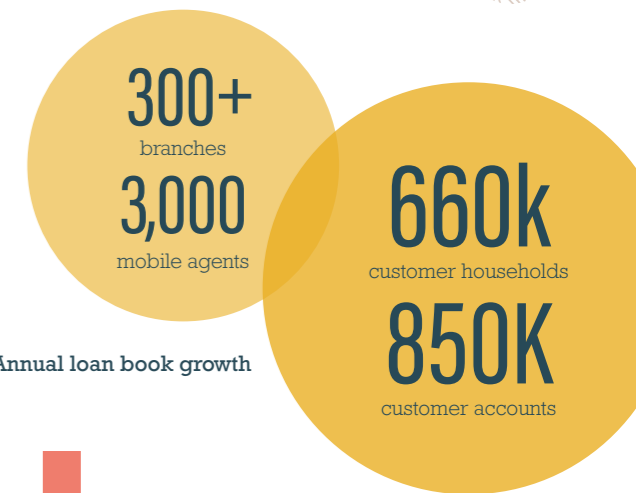 300+
branches
3,000
mobile agents
660k
customer households
850K
customer accounts
Annual loan book growth